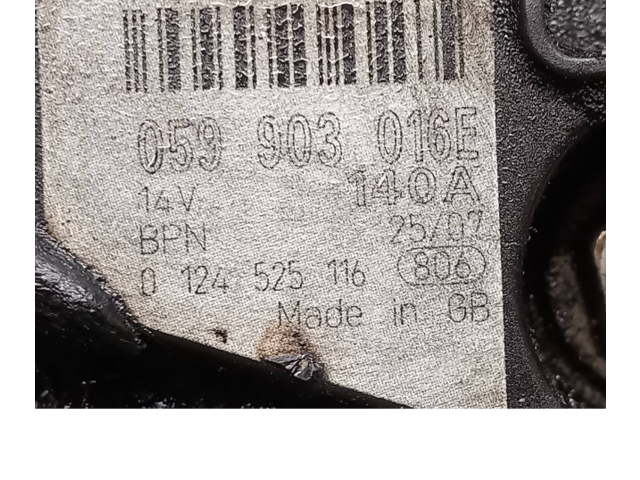 059 903 016E
14V 140A
BPN 25/07
0 124 525 116 806
Made in GB